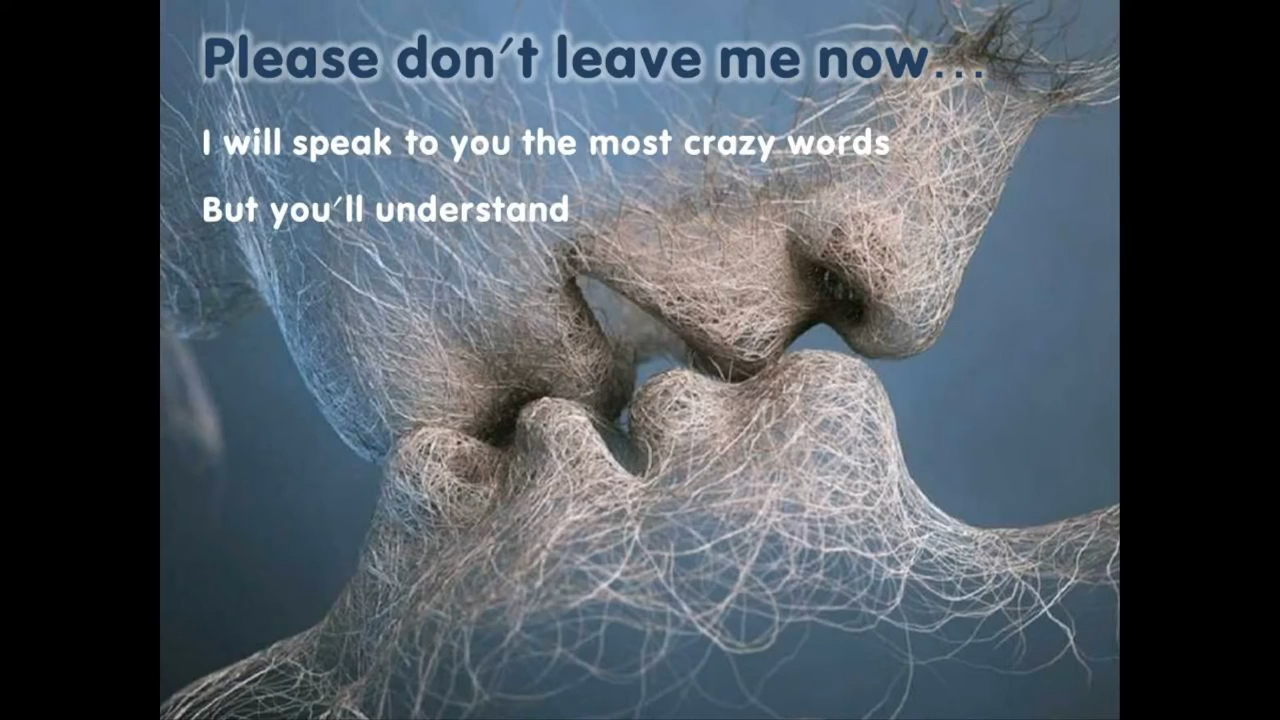 Please don't leave me now...
I will speak to you the most crazy words
But you'll understand